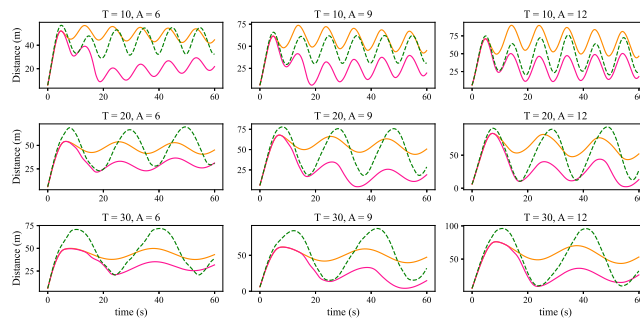 T = 10, A = 6
T = 10, A = 9
T = 10, A = 12
Distance (m)
40
20
0 20 40 60
75
50
25
0 20 40 60
75
50
25
0 20 40 60
T = 20, A = 6
T = 20, A = 9
T = 20, A = 12
Distance (m)
50
25
0 20 40 60
75
50
25
0 20 40 60
50
0
0 20 40 60
T = 30, A = 6
T = 30, A = 9
T = 30, A = 12
Distance (m)
75
50
25
0 20 40 60
50
0
0 20 40 60
100
50
0
0 20 40 60
time (s)
time (s)
time (s)